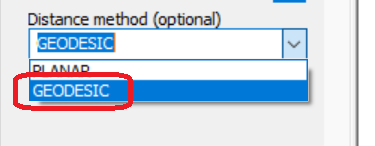 Distance method (optional)
GEODESIC
PLANAR
GEODESIC